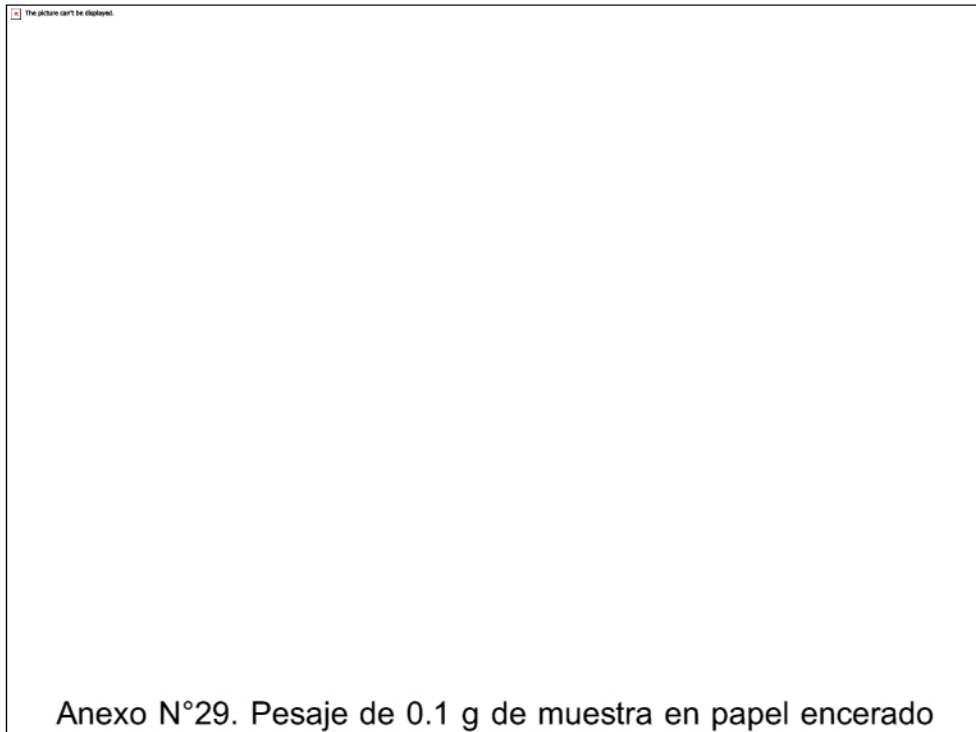 The picture can't be displayed.
Anexo N°29. Pesaje de 0.1 g de muestra en papel encerado